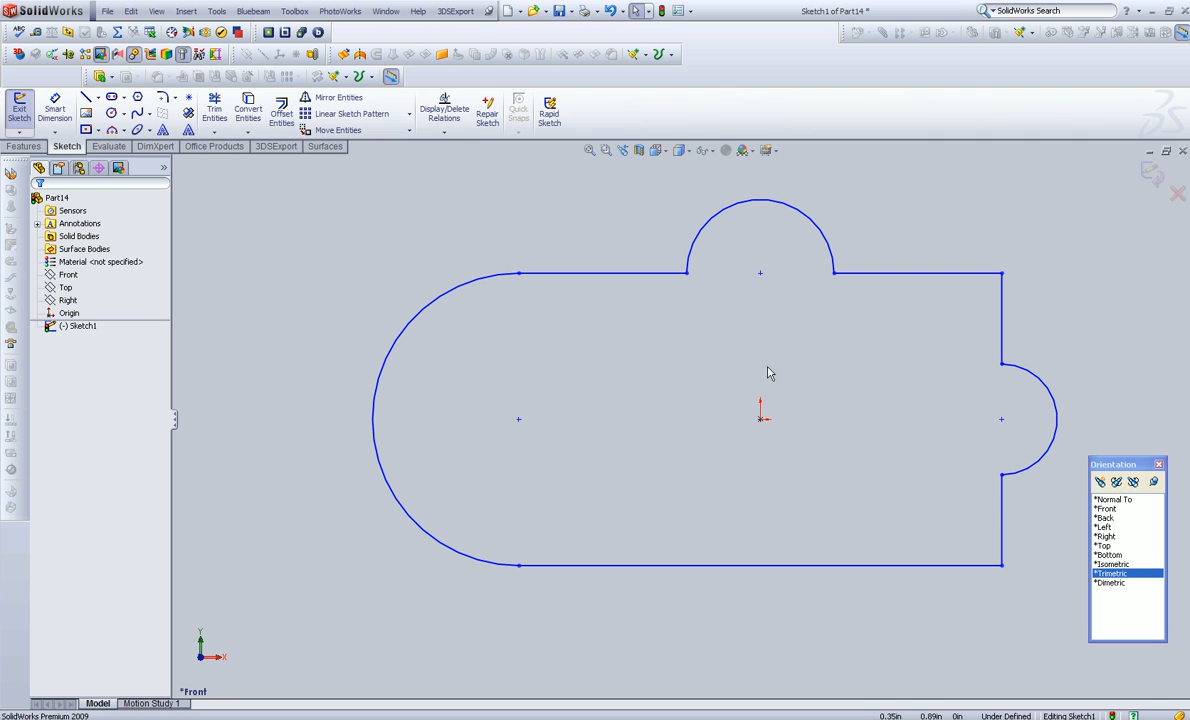 SolidWorks File Edit View Insert Tools Bluebeam Toolbox PhotoWorks Window Help 3DSExport Sketch1 of Part14 * SolidWorks Search
Exit Sketch
Smart Dimension
Trim Entities
Convert Entities
Offset Entities
Mirror Entities
Linear Sketch Pattern
Move Entities
Display/Delete Relations
Repair Sketch
Quick Snaps
Rapid Sketch
Features Sketch Evaluate DimXpert Office Products 3DSExport Surfaces
Part14
Sensors
Annotations
Solid Bodies
Surface Bodies
Material <not specified>
Front
Top
Right
Origin
(-) Sketch1
Orientation
*Normal To
*Front
*Back
*Left
*Right
*Top
*Bottom
*Isometric
*Trimetric
*Dimetric
Y
X
*Front
Model Motion Study 1
SolidWorks Premium 2009 0.35in 0.89in 0in Under Defined Editing Sketch1